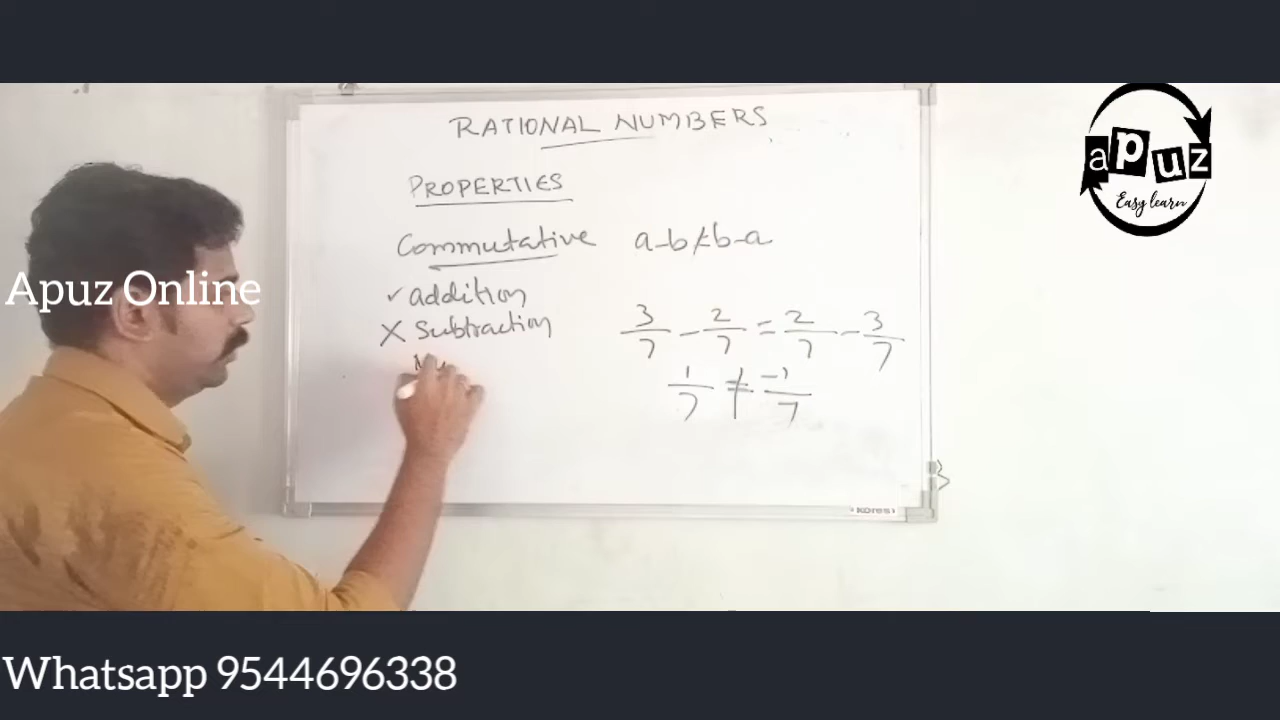 RATIONAL NUMBERS
PROPERTIES
Commutative a-b≠b-a
✓ addition
X Subtraction
3/7 - 2/7 = 2/7 - 3/7
1/7 ≠ -1/7
apuz
Easy learn
Apuz Online
kores
Whatsapp 9544696338